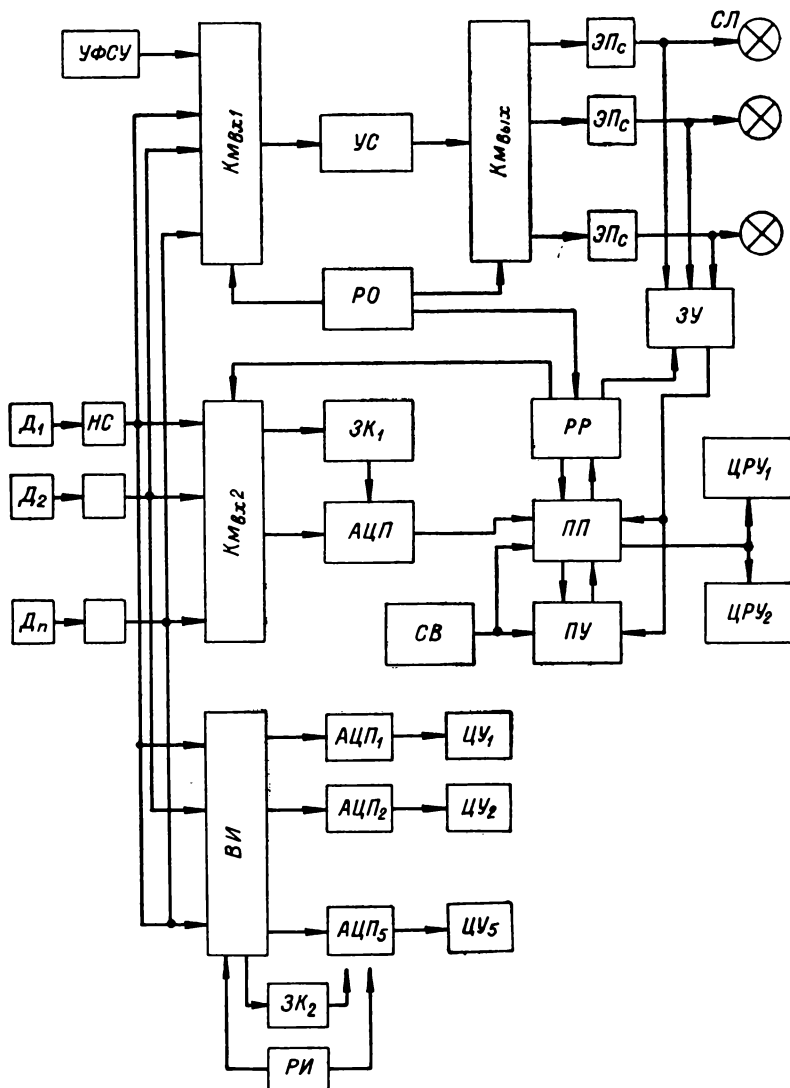 СЛ
УФСУ
Км вх1
УС
Км вых
ЭПс
ЭПс
ЭПс
РО
ЗУ
Д1
НС
Д2
Дп
Км вх2
ЗК1
АЦП
РР
ПП
ПУ
СВ
ЦРУ1
ЦРУ2
ВИ
АЦП1
ЦУ1
АЦП2
ЦУ2
АЦП5
ЦУ5
ЗК2
РИ